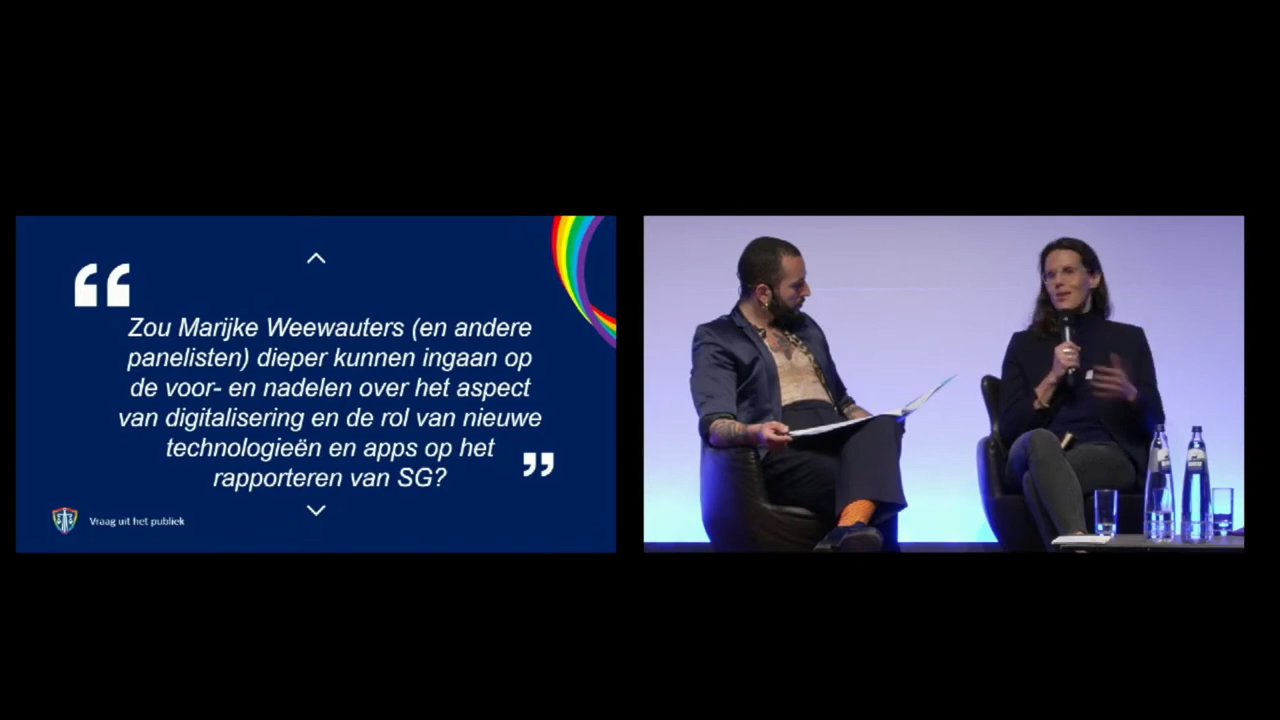 Zou Marijke Weewauters (en andere
panelisten) dieper kunnen ingaan op
de voor- en nadelen over het aspect
van digitalisering en de rol van nieuwe
technologieën en apps op het
rapporteren van SG?
Vraag uit het publiek